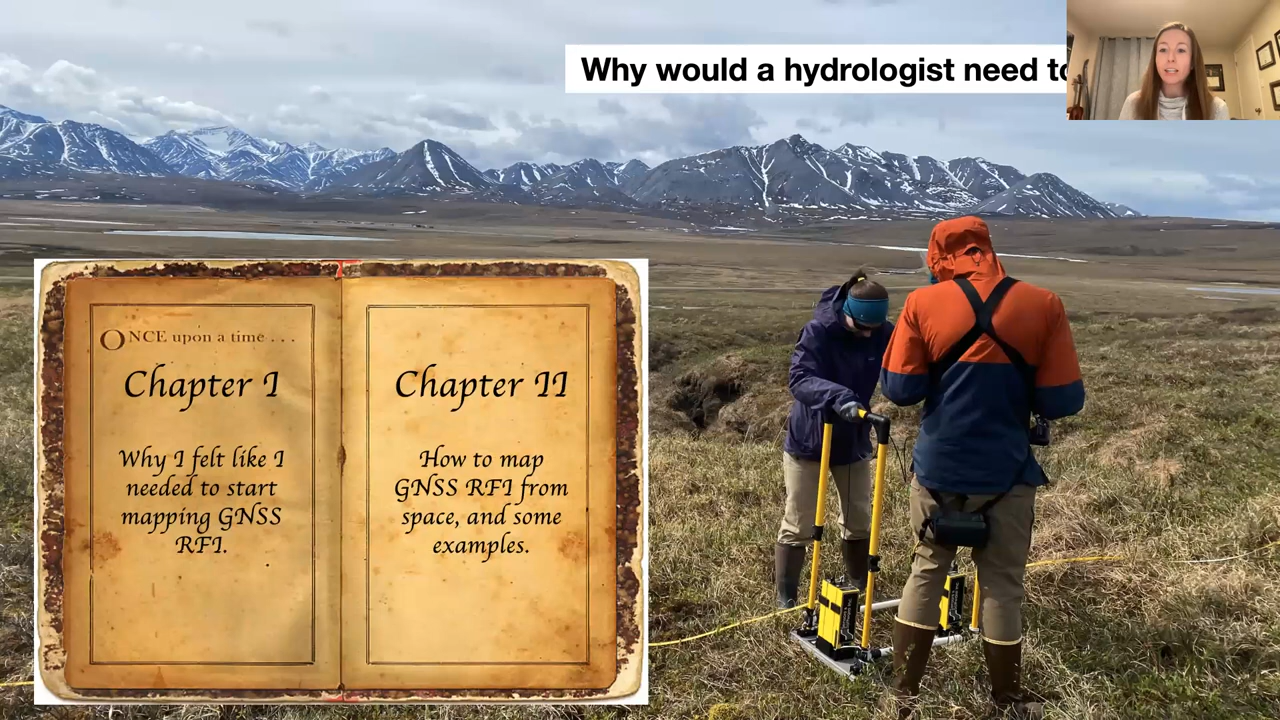 Why would a hydrologist need to
ONCE upon a time . . .
Chapter I
Why I felt like I
needed to start
mapping GNSS
RFI.
Chapter II
How to map
GNSS RFI from
space, and some
examples.